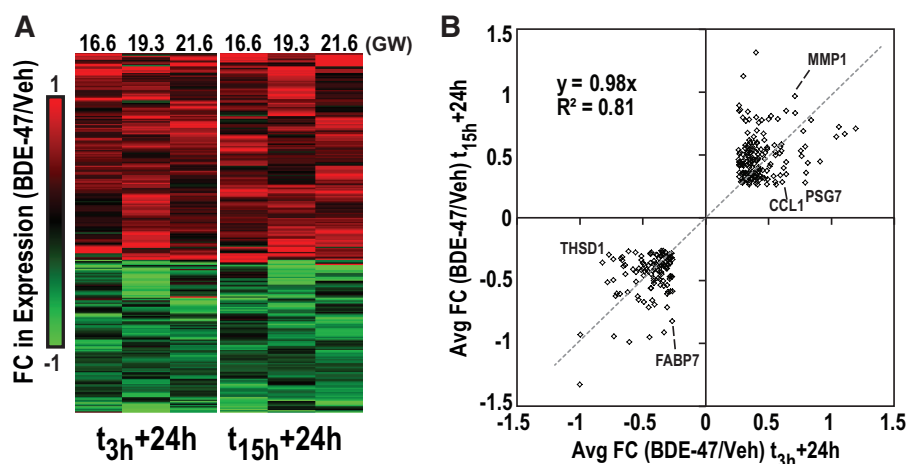 A
16.6 19.3 21.6 16.6 19.3 21.6 (GW)
FC in Expression (BDE-47/Veh)
1
-1
t3h+24h
t15h+24h
B
Avg FC (BDE-47/Veh) t15h+24h
1.5
1
0.5
0
-0.5
-1
-1.5
y = 0.98x
R² = 0.81
MMP1
CCL1
PSG7
THSD1
FABP7
-1.5 -1 -0.5 0 0.5 1 1.5
Avg FC (BDE-47/Veh) t3h+24h